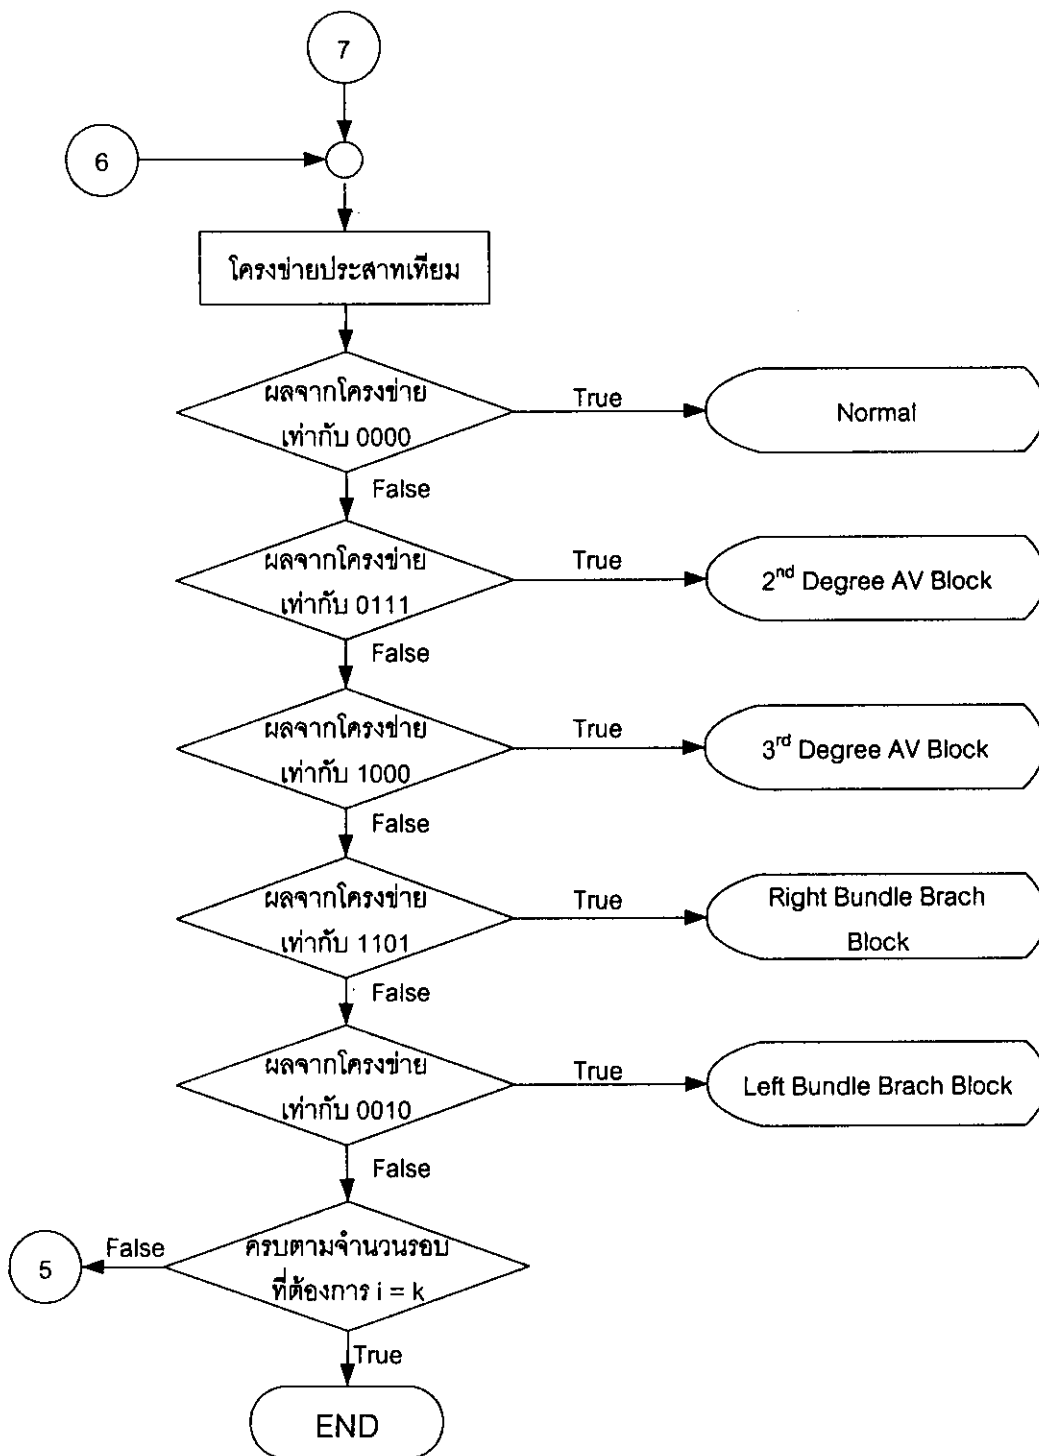 7
6
โครงข่ายประสาทเทียม
ผลจากโครงข่าย
เท่ากับ 0000
True
Normal
False
ผลจากโครงข่าย
เท่ากับ 0111
True
2nd Degree AV Block
False
ผลจากโครงข่าย
เท่ากับ 1000
True
3rd Degree AV Block
False
ผลจากโครงข่าย
เท่ากับ 1101
True
Right Bundle Brach
Block
False
ผลจากโครงข่าย
เท่ากับ 0010
True
Left Bundle Brach Block
False
ครบตามจำนวนรอบ
ที่ต้องการ i = k
False
5
True
END